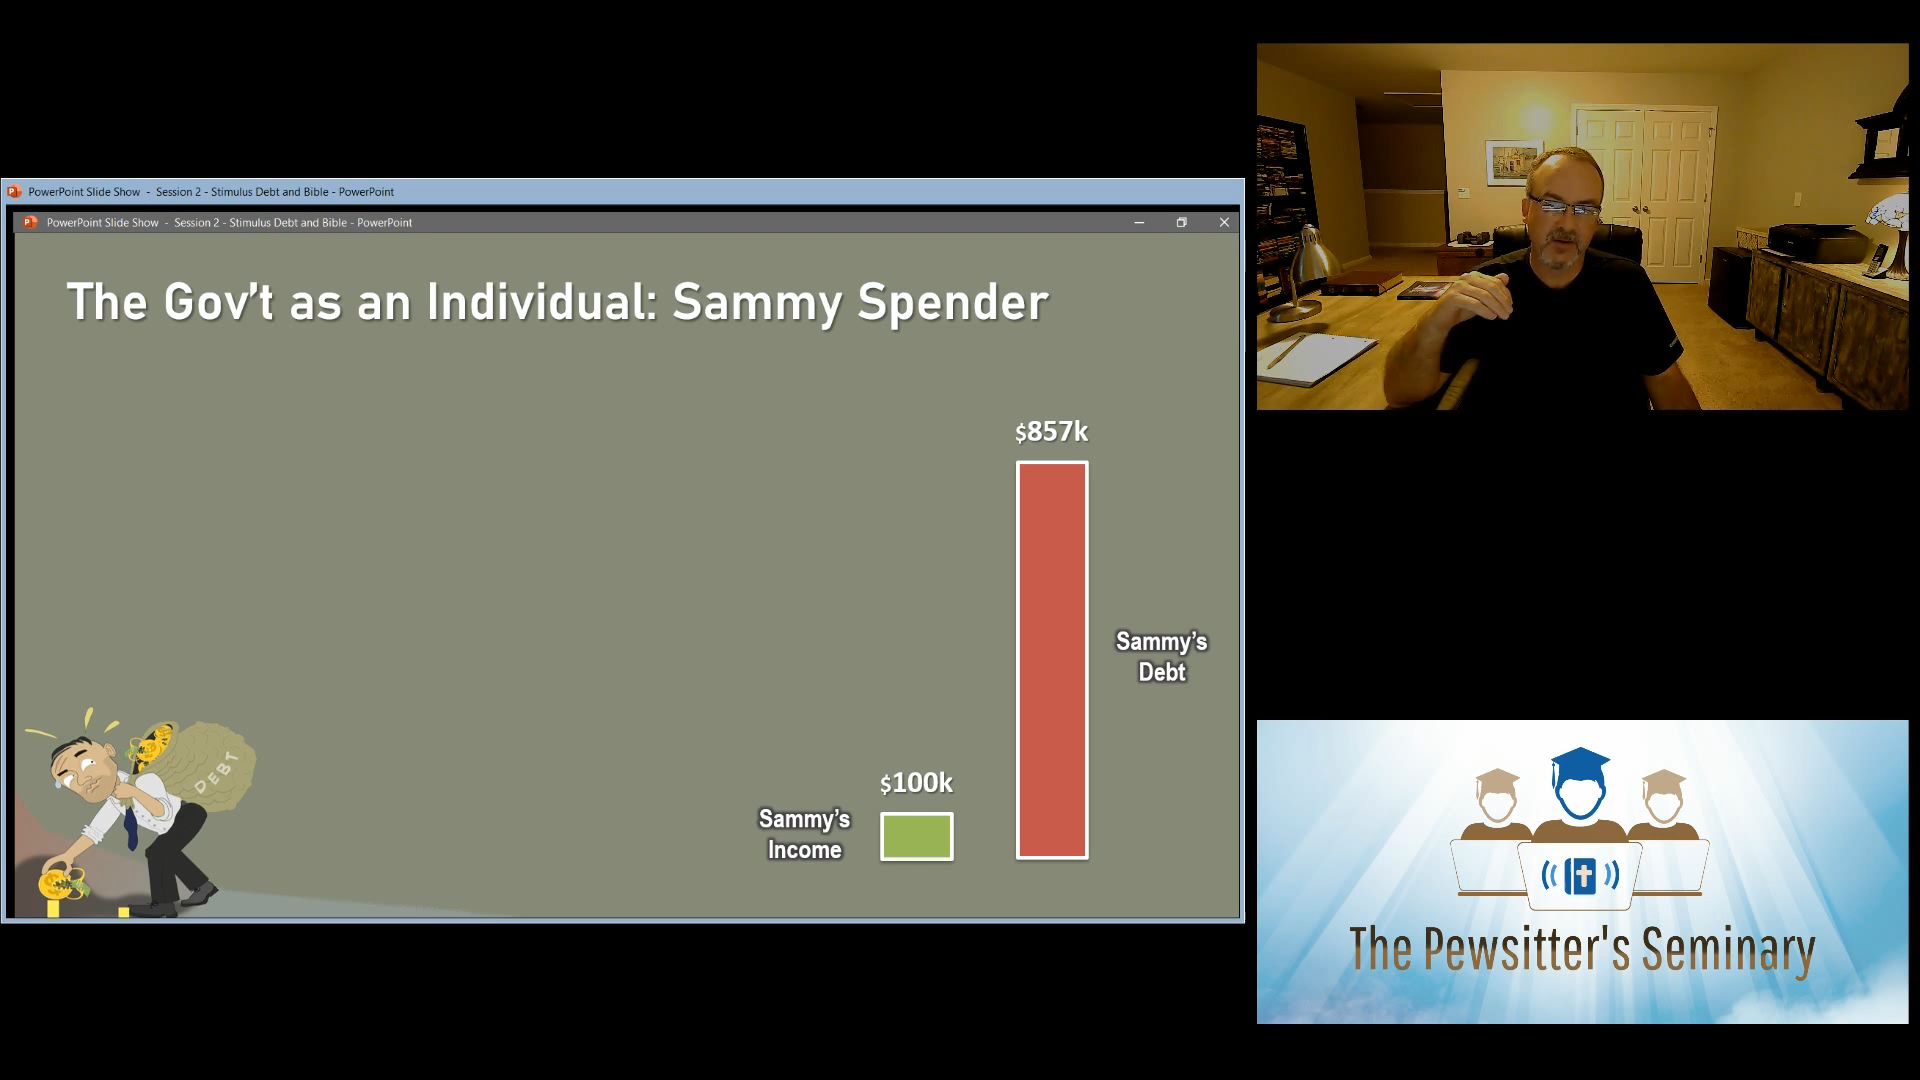 PowerPoint Slide Show - Session 2 - Stimulus Debt and Bible - PowerPoint
PowerPoint Slide Show - Session 2 - Stimulus Debt and Bible - PowerPoint
The Gov’t as an Individual: Sammy Spender
$857k
Sammy’s
Debt
$100k
Sammy’s
Income
DEBT
The Pewsitter's Seminary